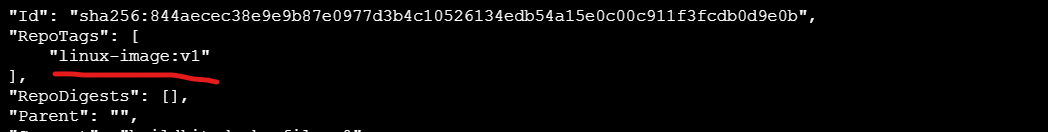 "Id": "sha256:844aecec38e9e9b87e0977d3b4c10526134edb54a15e0c00c911f3fcdb0d9e0b",
"RepoTags": [
"linux-image:v1"
],
"RepoDigests": [],
"Parent": "",